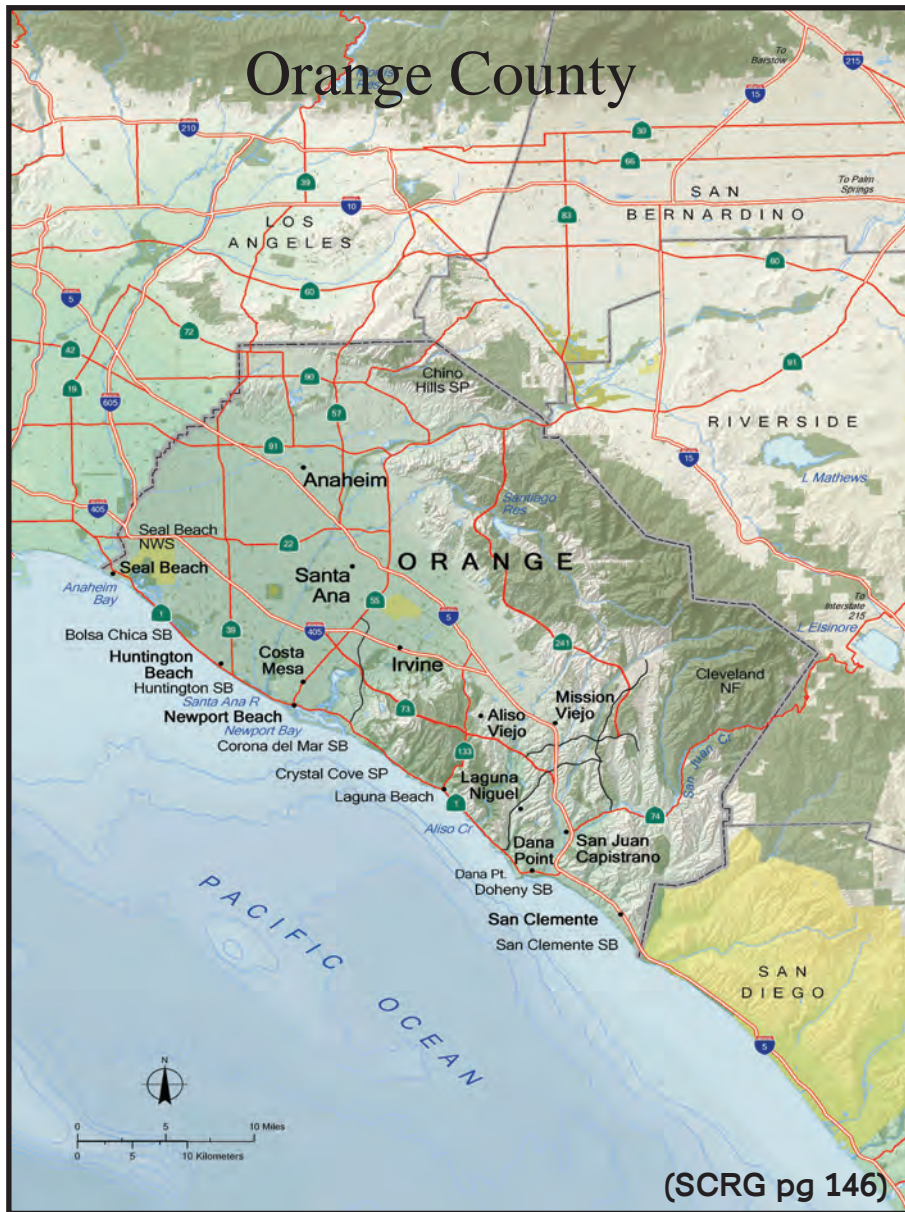 Orange County
To
Barstow
215
15
210
30
66
39
To Palm
Springs
SAN
BERNARDINO
10
83
LOS
ANGELES
60
5
60
72
42
19
605
90
Chino
Hills SP
57
91
RIVERSIDE
91
Anaheim
15
L Mathews
405
Santiago
Res
Seal Beach
NWS
22
ORANGE
Seal Beach
Santa
Ana
Anaheim
Bay
55
To
Interstate
215
1
5
L Elsinore
Bolsa Chica SB
39
405
241
Huntington
Beach
Costa
Mesa
Irvine
Cleveland
NF
Huntington SB
Santa Ana R
Newport Beach
73
Aliso
Viejo
Mission
Viejo
Newport Bay
Corona del Mar SB
133
San Juan Cr
Crystal Cove SP
Laguna
Niguel
Laguna Beach
1
74
Aliso Cr
Dana
Point
San Juan
Capistrano
Dana Pt.
Doheny SB
San Clemente
San Clemente SB
PACIFIC OCEAN
SAN
DIEGO
5
N
0 5 10 Miles
0 5 10 Kilometers
(SCRG pg 146)